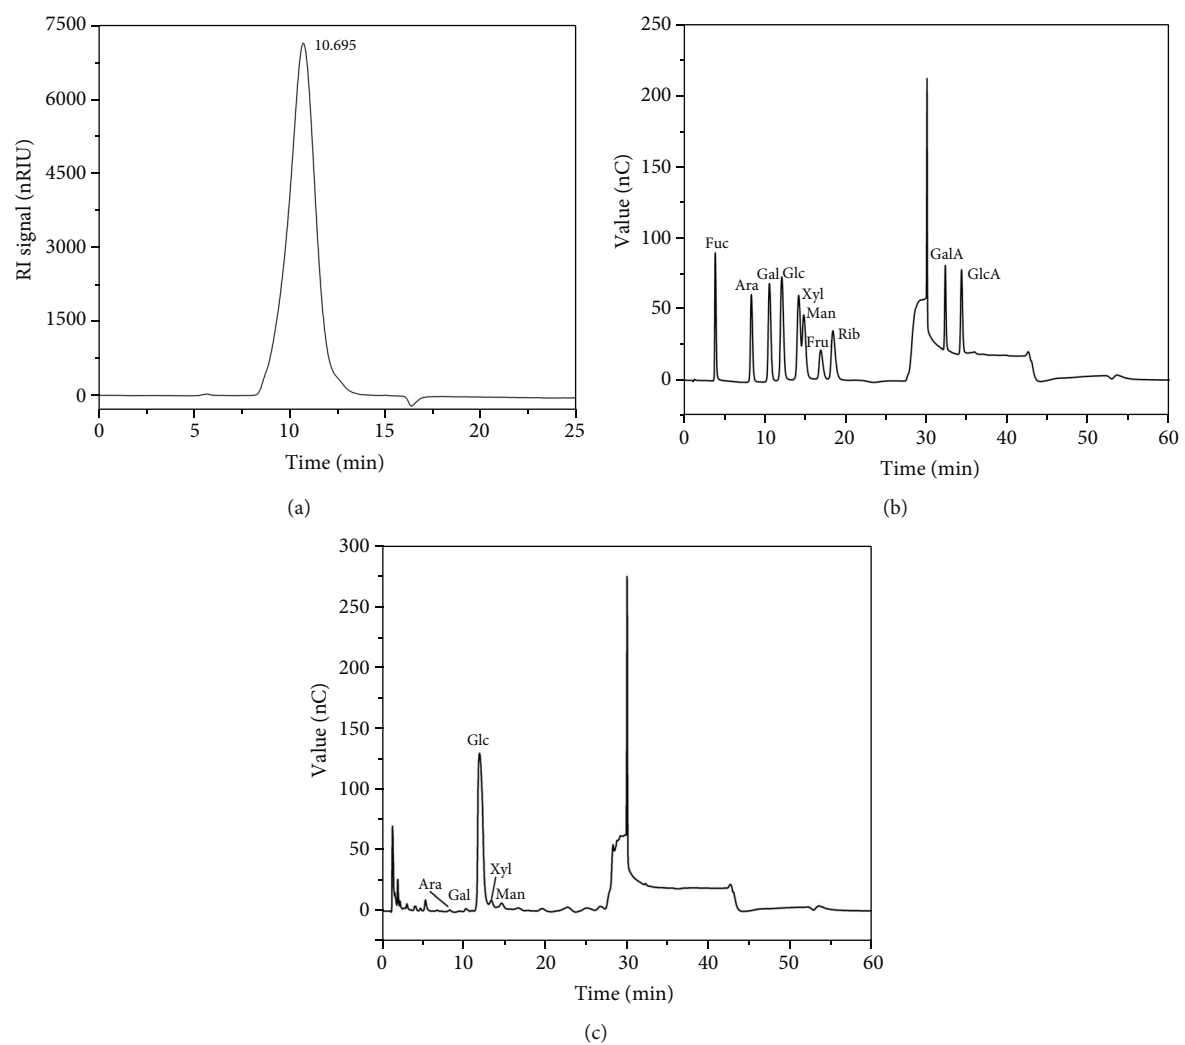 7500
6000
4500
3000
1500
0
RI signal (nRIU)
10.695
0 5 10 15 20 25
Time (min)
(a)
250
200
150
100
50
0
Value (nC)
Fuc
Ara
Gal
Glc
Xyl
Man
Fru
Rib
GalA
GlcA
0 10 20 30 40 50 60
Time (min)
(b)
300
250
200
150
100
50
0
Value (nC)
Glc
Ara
Gal
Xyl
Man
0 10 20 30 40 50 60
Time (min)
(c)